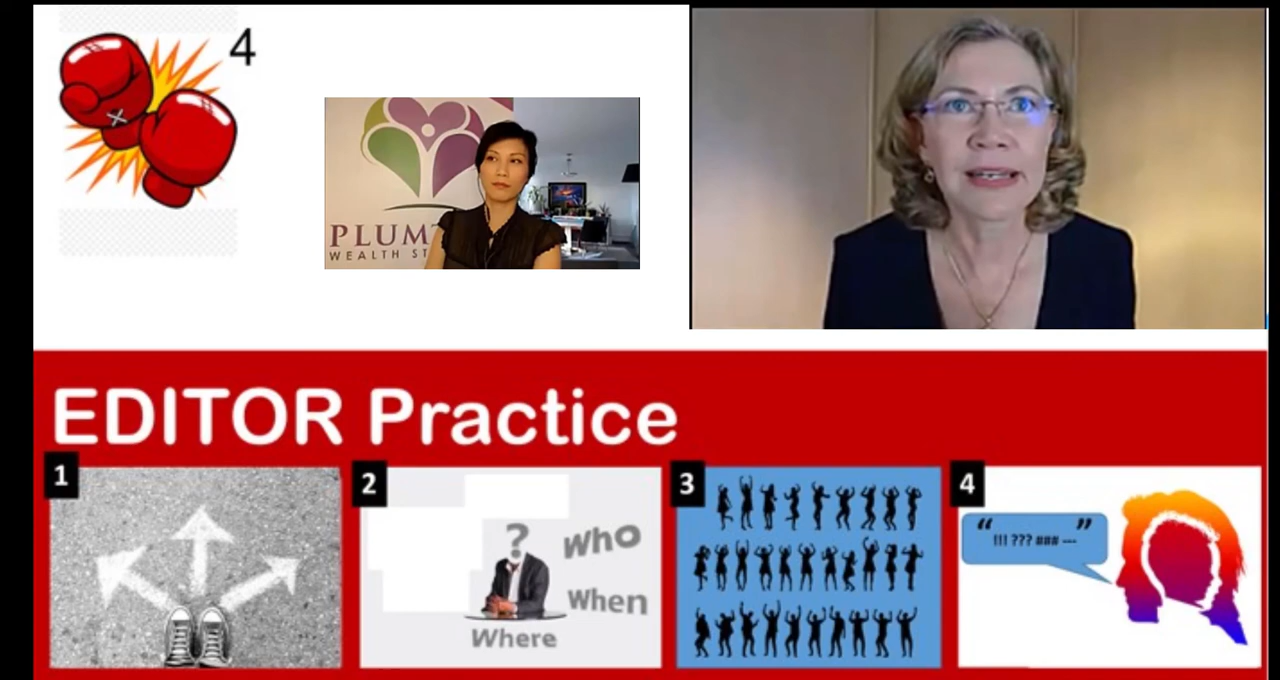 4
PLUM
WEALTH ST
EDITOR Practice
1
2
3
4
?
Who
When
Where
“ ”
!!! ??? ### ---